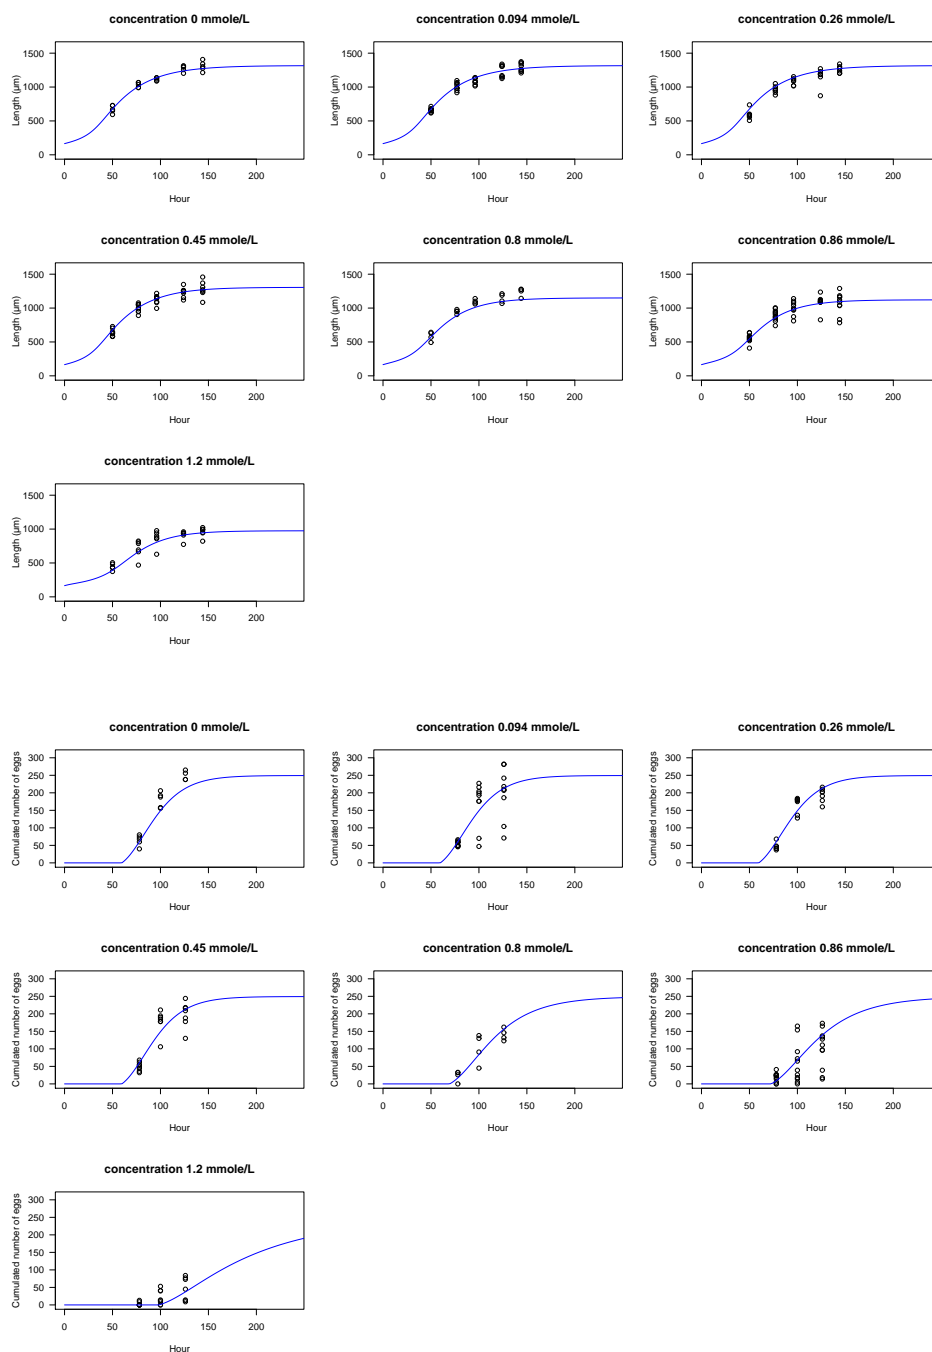 concentration 0 mmole/L concentration 0.094 mmole/L concentration 0.26 mmole/L
Length (µm) Length (µm) Length (µm)
1500 1500 1500
1000 1000 1000
500 500 500
0 0 0
0 50 100 150 200 0 50 100 150 200 0 50 100 150 200
Hour Hour Hour
concentration 0.45 mmole/L concentration 0.8 mmole/L concentration 0.86 mmole/L
Length (µm) Length (µm) Length (µm)
1500 1500 1500
1000 1000 1000
500 500 500
0 0 0
0 50 100 150 200 0 50 100 150 200 0 50 100 150 200
Hour Hour Hour
concentration 1.2 mmole/L
Length (µm)
1500
1000
500
0
0 50 100 150 200
Hour
concentration 0 mmole/L concentration 0.094 mmole/L concentration 0.26 mmole/L
Cumulated number of eggs Cumulated number of eggs Cumulated number of eggs
300 300 300
250 250 250
200 200 200
150 150 150
100 100 100
50 50 50
0 0 0
0 50 100 150 200 0 50 100 150 200 0 50 100 150 200
Hour Hour Hour
concentration 0.45 mmole/L concentration 0.8 mmole/L concentration 0.86 mmole/L
Cumulated number of eggs Cumulated number of eggs Cumulated number of eggs
300 300 300
250 250 250
200 200 200
150 150 150
100 100 100
50 50 50
0 0 0
0 50 100 150 200 0 50 100 150 200 0 50 100 150 200
Hour Hour Hour
concentration 1.2 mmole/L
Cumulated number of eggs
300
250
200
150
100
50
0
0 50 100 150 200
Hour